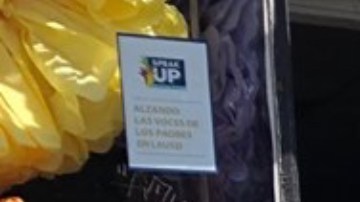 SPEAK
UP
ALZANDO
LAS VOCES DE
LOS PADRES
EN LAUSD